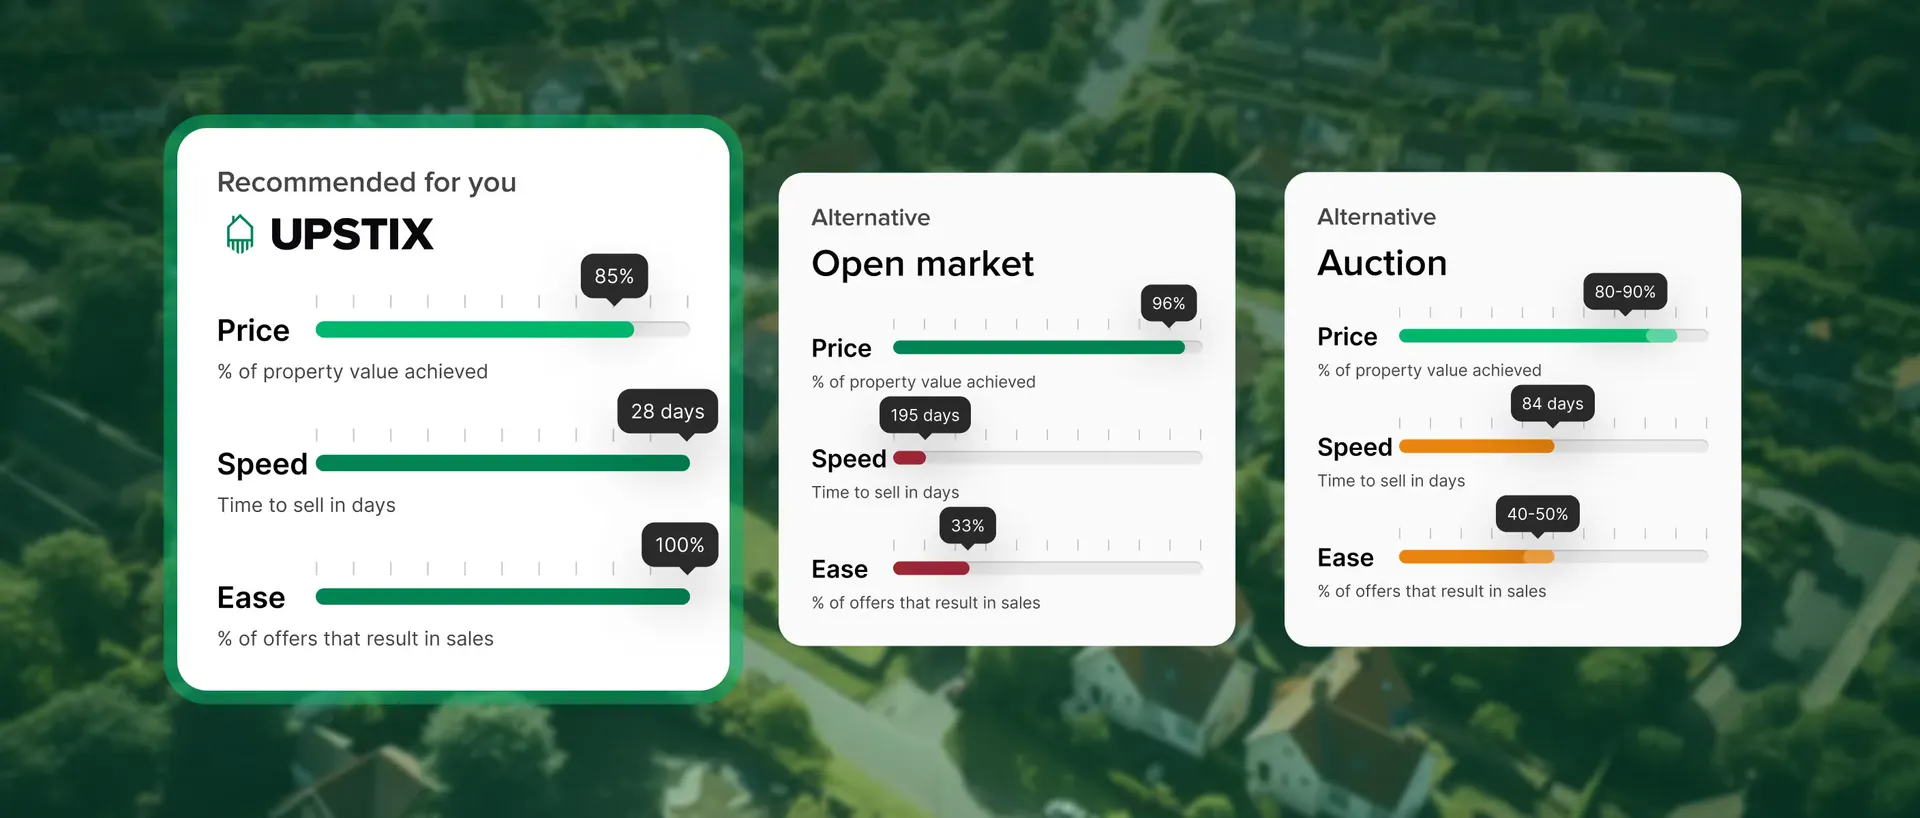 Recommended for you
UPSTIX
85%
Price
% of property value achieved
28 days
Speed
Time to sell in days
100%
Ease
% of offers that result in sales
Alternative
Open market
96%
Price
% of property value achieved
195 days
Speed
Time to sell in days
33%
Ease
% of offers that result in sales
Alternative
Auction
80-90%
Price
% of property value achieved
84 days
Speed
Time to sell in days
40-50%
Ease
% of offers that result in sales